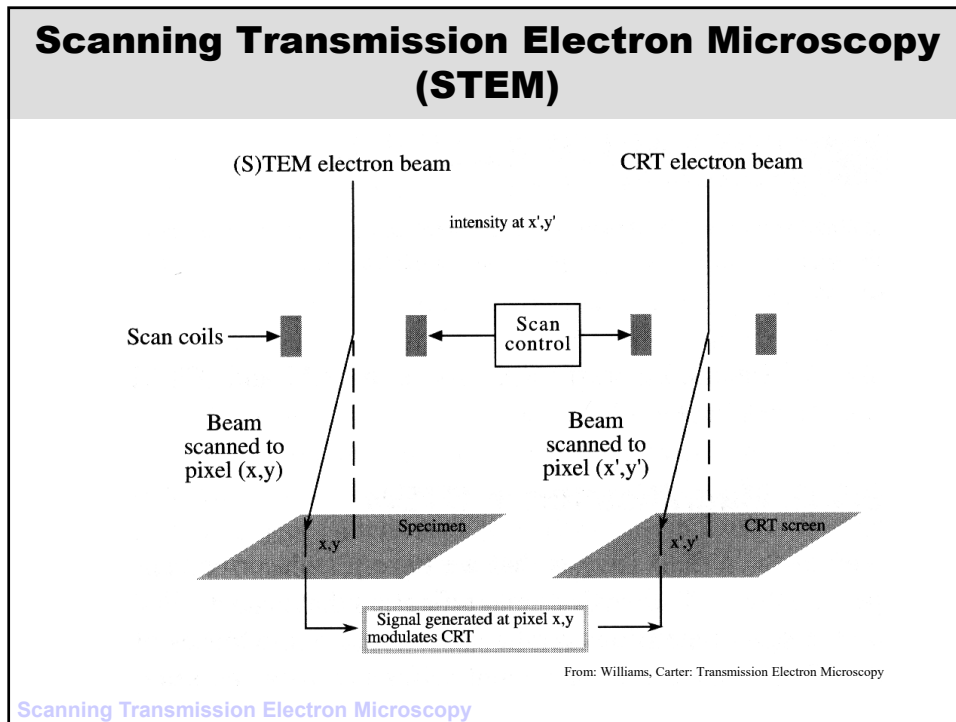 Scanning Transmission Electron Microscopy
(STEM)
(S)TEM electron beam
CRT electron beam
intensity at x',y'
Scan coils
Scan
control
Beam
scanned to
pixel (x,y)
Beam
scanned to
pixel (x',y')
Specimen
x,y
CRT screen
x',y'
Signal generated at pixel x,y
modulates CRT
From: Williams, Carter: Transmission Electron Microscopy
Scanning Transmission Electron Microscopy